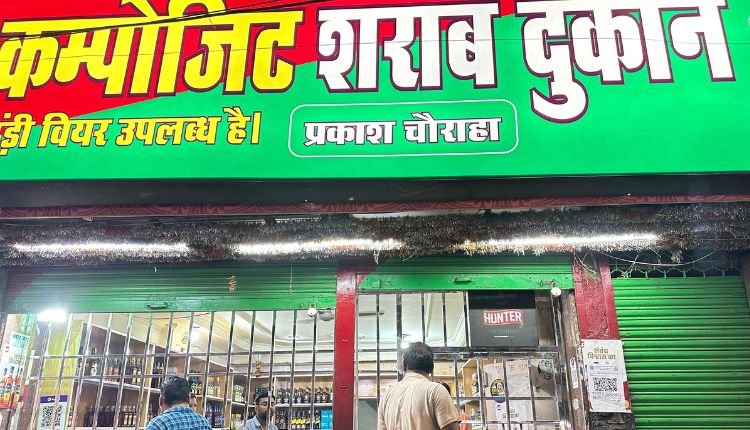 कम्पोजिट शराब दुकान
ठंड़ी वियर उपलब्ध है।
प्रकाश चौराहा
HUNTER
संबंध
विश्वास का